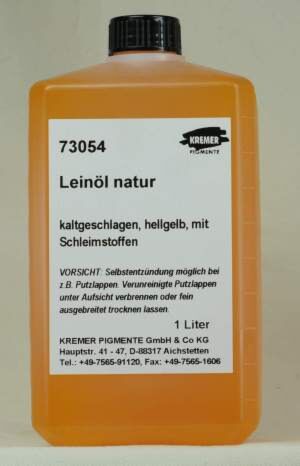 KREMER
PIGMENTE
73054
Leinöl natur
kaltgeschlagen, hellgelb, mit
Schleimstoffen
VORSICHT: Selbstentzündung möglich bei
z.B. Putzlappen. Verunreinigte Putzlappen
unter Aufsicht verbrennen oder fein
ausgebreitet trocknen lassen.
1 Liter
KREMER PIGMENTE GmbH & Co KG
Hauptstr. 41 - 47, D-88317 Aichstetten
Tel.: +49-7565-91120, Fax: +49-7565-1606